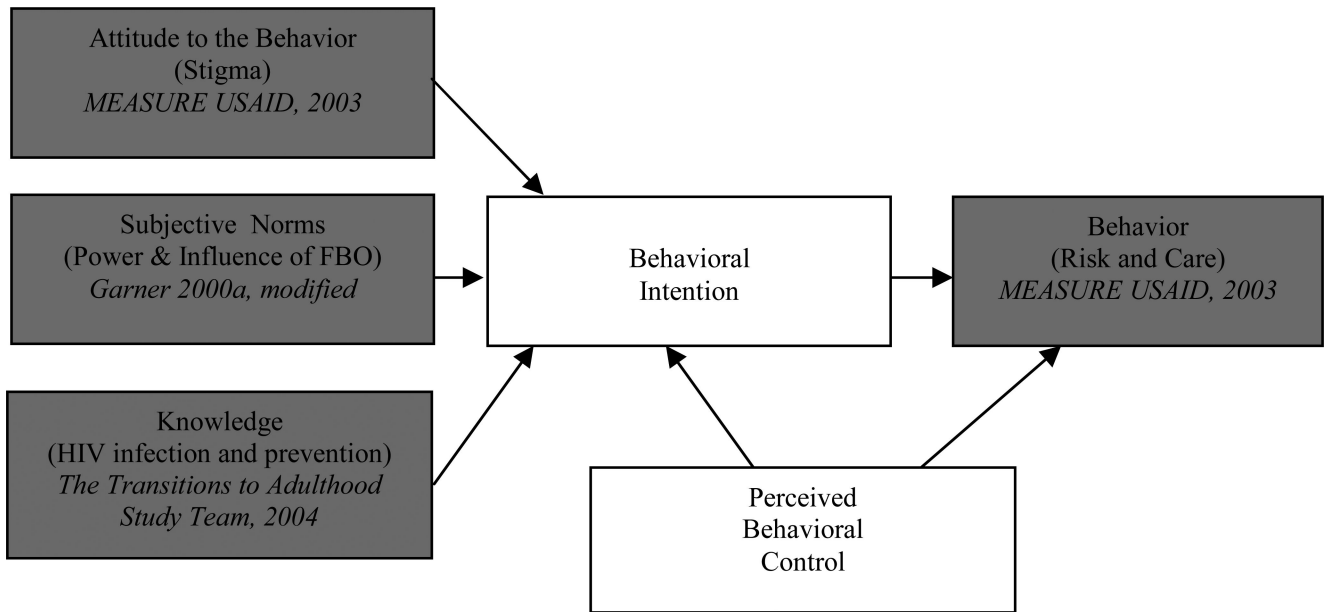 Attitude to the Behavior
(Stigma)
MEASURE USAID, 2003
Subjective Norms
(Power & Influence of FBO)
Garner 2000a, modified
Knowledge
(HIV infection and prevention)
The Transitions to Adulthood
Study Team, 2004
Behavioral
Intention
Perceived
Behavioral
Control
Behavior
(Risk and Care)
MEASURE USAID, 2003